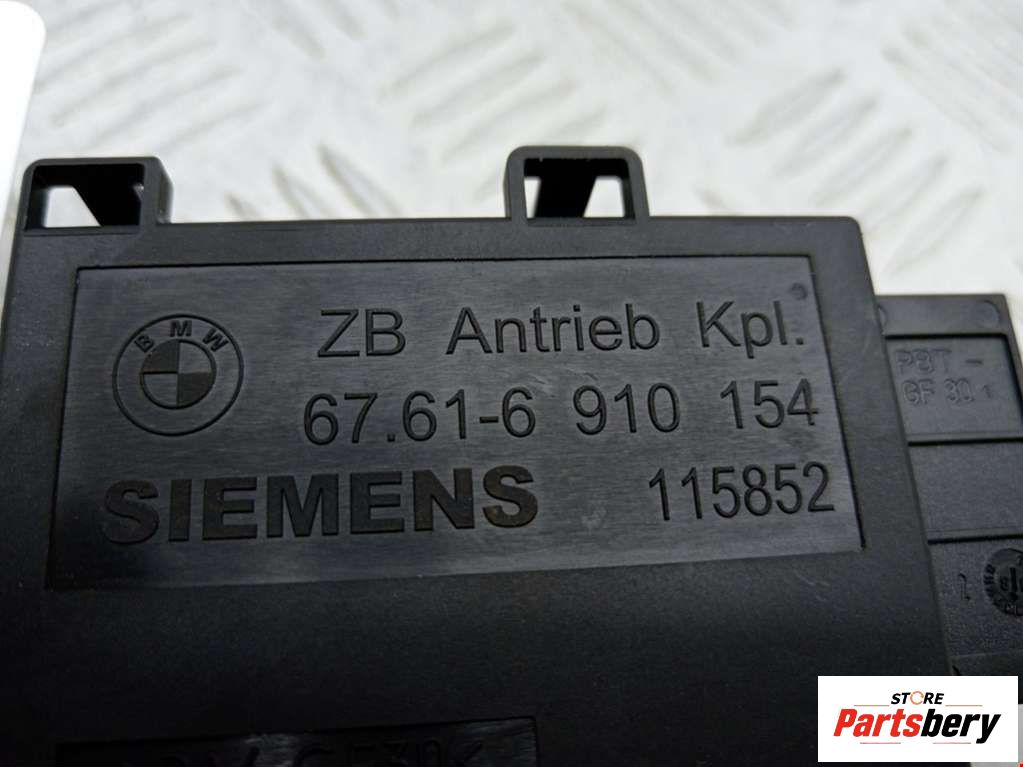 BMW
ZB Antrieb Kpl.
67.61-6 910 154
SIEMENS 115852
PBT -
GF 30
STORE
Partsbery